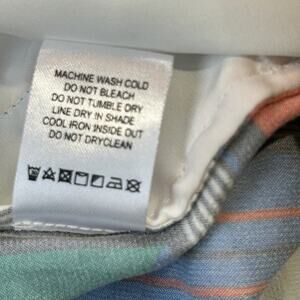 MACHINE WASH COLD
DO NOT BLEACH
DO NOT TUMBLE DRY
LINE DRY IN SHADE
COOL IRON INSIDE OUT
DO NOT DRYCLEAN